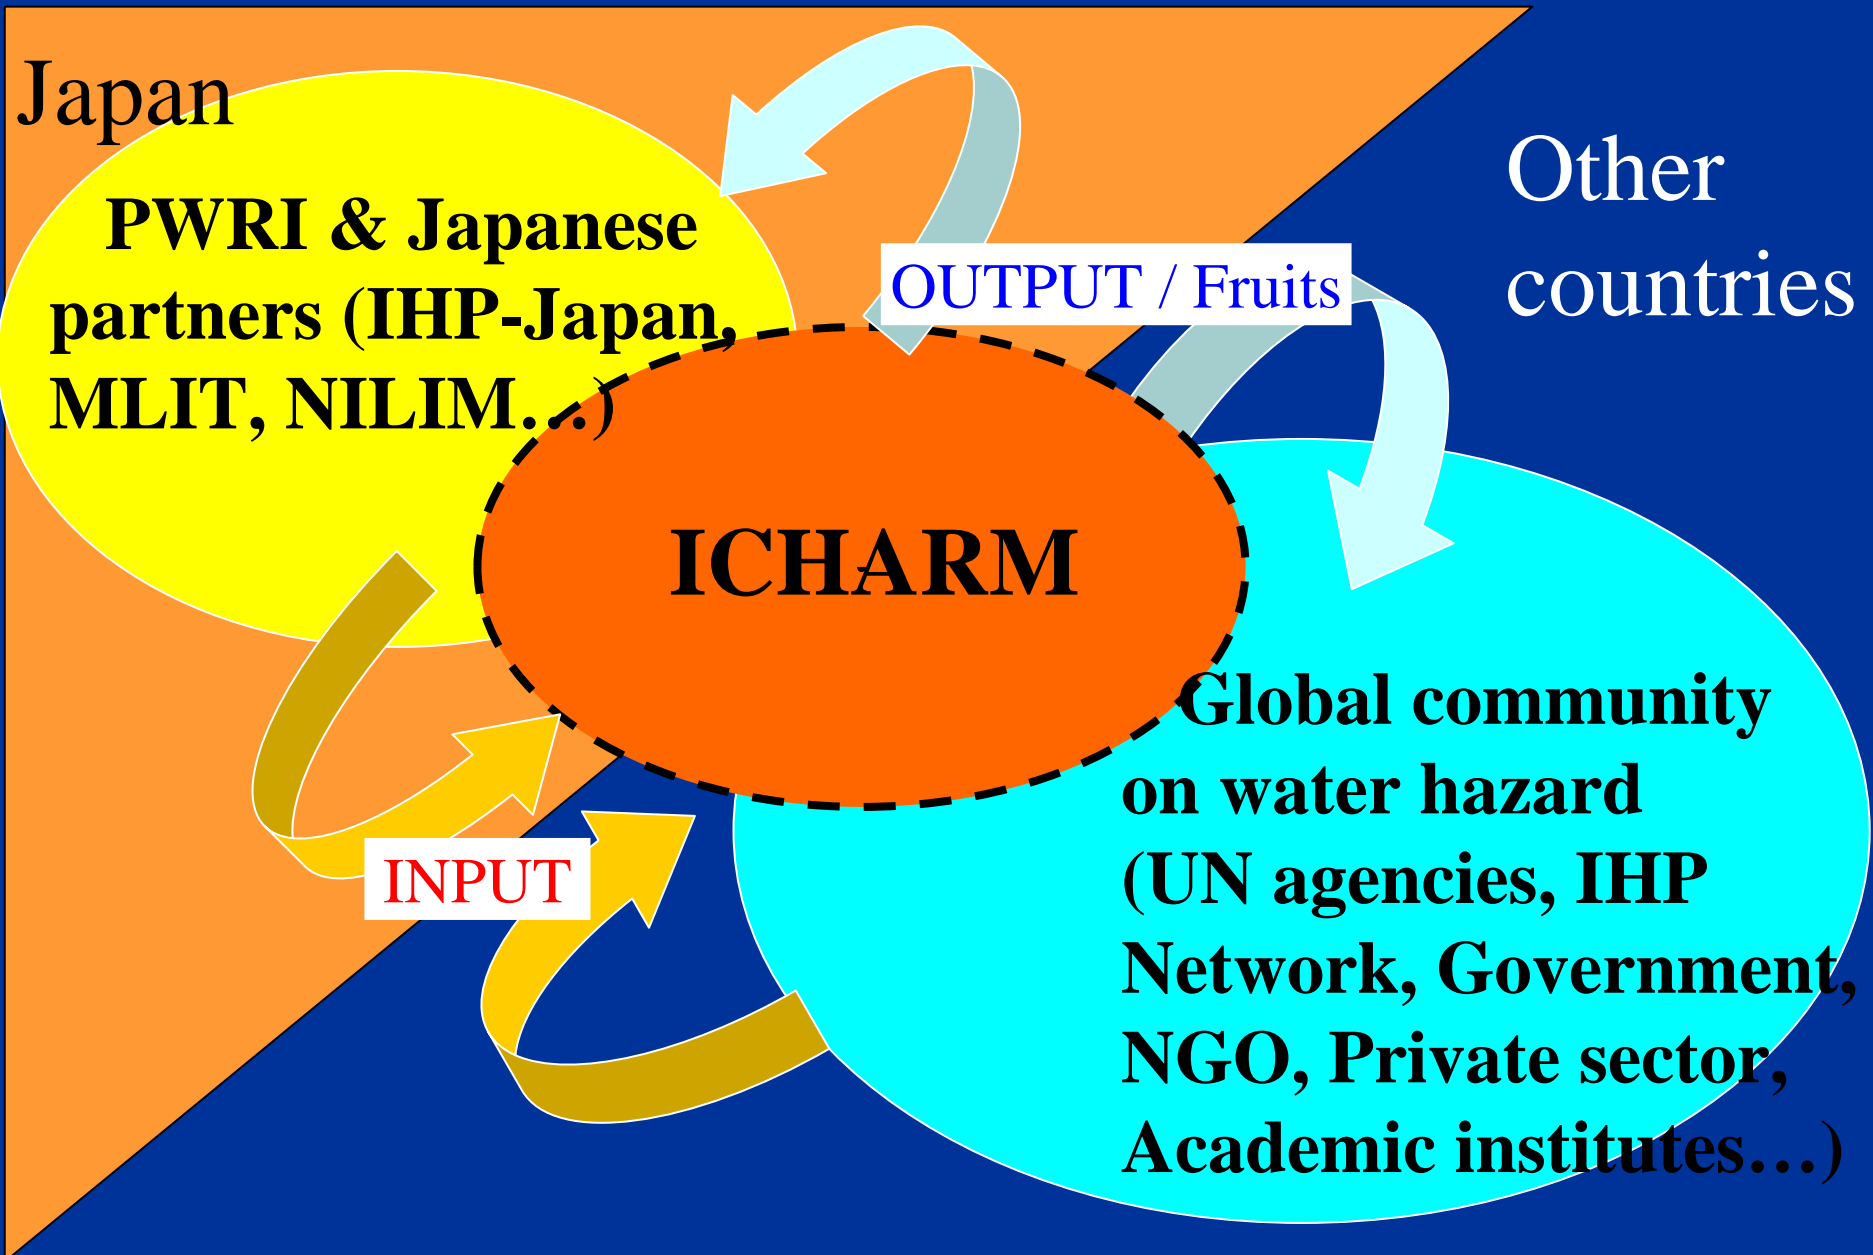 Japan
PWRI & Japanese
partners (IHP-Japan,
MLIT, NILIM…)
Other
countries
OUTPUT / Fruits
ICHARM
INPUT
Global community
on water hazard
(UN agencies, IHP
Network, Government,
NGO, Private sector,
Academic institutes…)